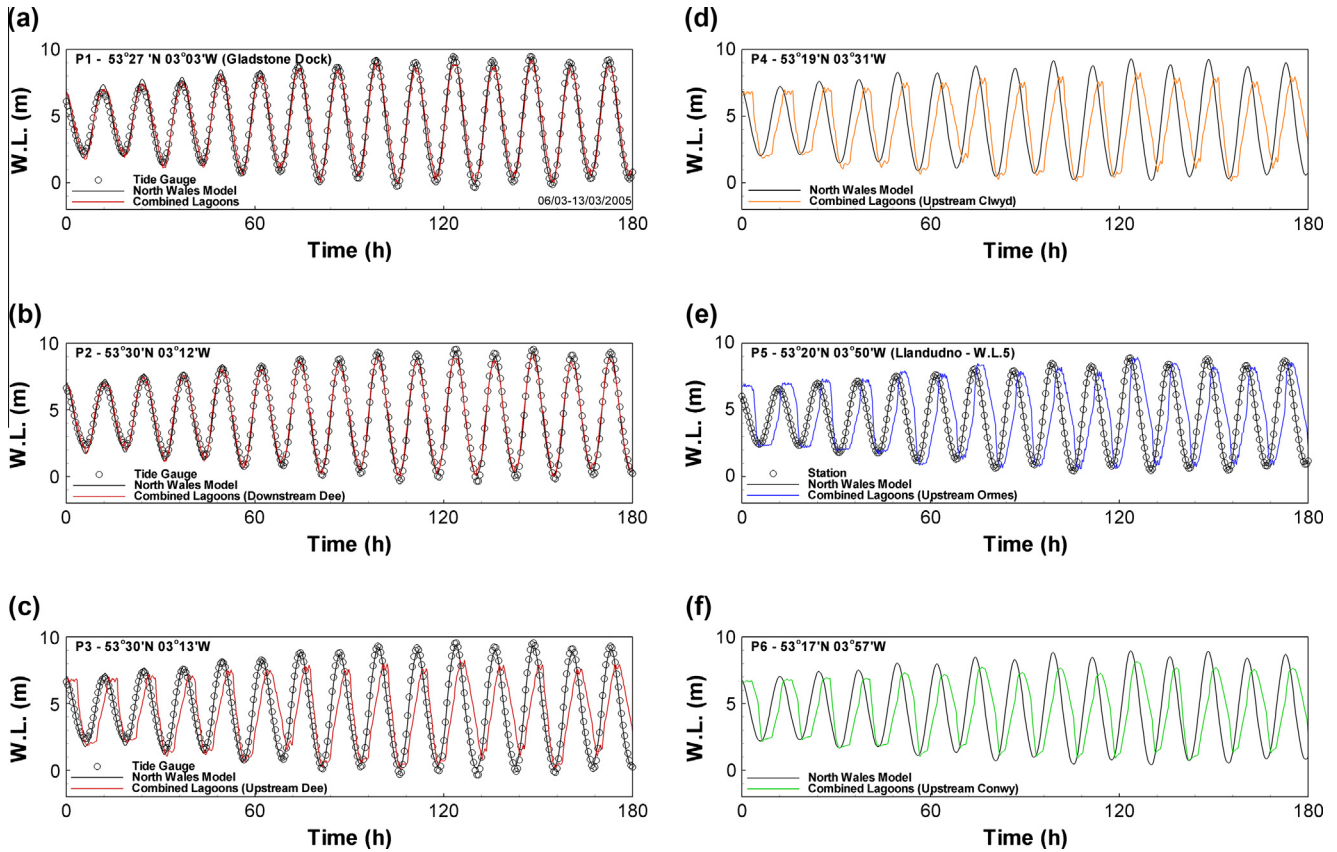 (a)
P1 - 53°27 'N 03°03'W (Gladstone Dock)
10
5
0
W.L. (m)
Tide Gauge
North Wales Model
Combined Lagoons
06/03-13/03/2005
0
60
120
180
Time (h)
(b)
P2 - 53°30'N 03°12'W
10
5
0
W.L. (m)
Tide Gauge
North Wales Model
Combined Lagoons (Downstream Dee)
0
60
120
180
Time (h)
(c)
P3 - 53°30'N 03°13'W
10
5
0
W.L. (m)
Tide Gauge
North Wales Model
Combined Lagoons (Upstream Dee)
0
60
120
180
Time (h)
(d)
P4 - 53°19'N 03°31'W
10
5
0
W.L. (m)
North Wales Model
Combined Lagoons (Upstream Clwyd)
0
60
120
180
Time (h)
(e)
P5 - 53°20'N 03°50'W (Llandudno - W.L.5)
10
5
0
W.L. (m)
Station
North Wales Model
Combined Lagoons (Upstream Ormes)
0
60
120
180
Time (h)
(f)
P6 - 53°17'N 03°57'W
10
5
0
W.L. (m)
North Wales Model
Combined Lagoons (Upstream Conwy)
0
60
120
180
Time (h)